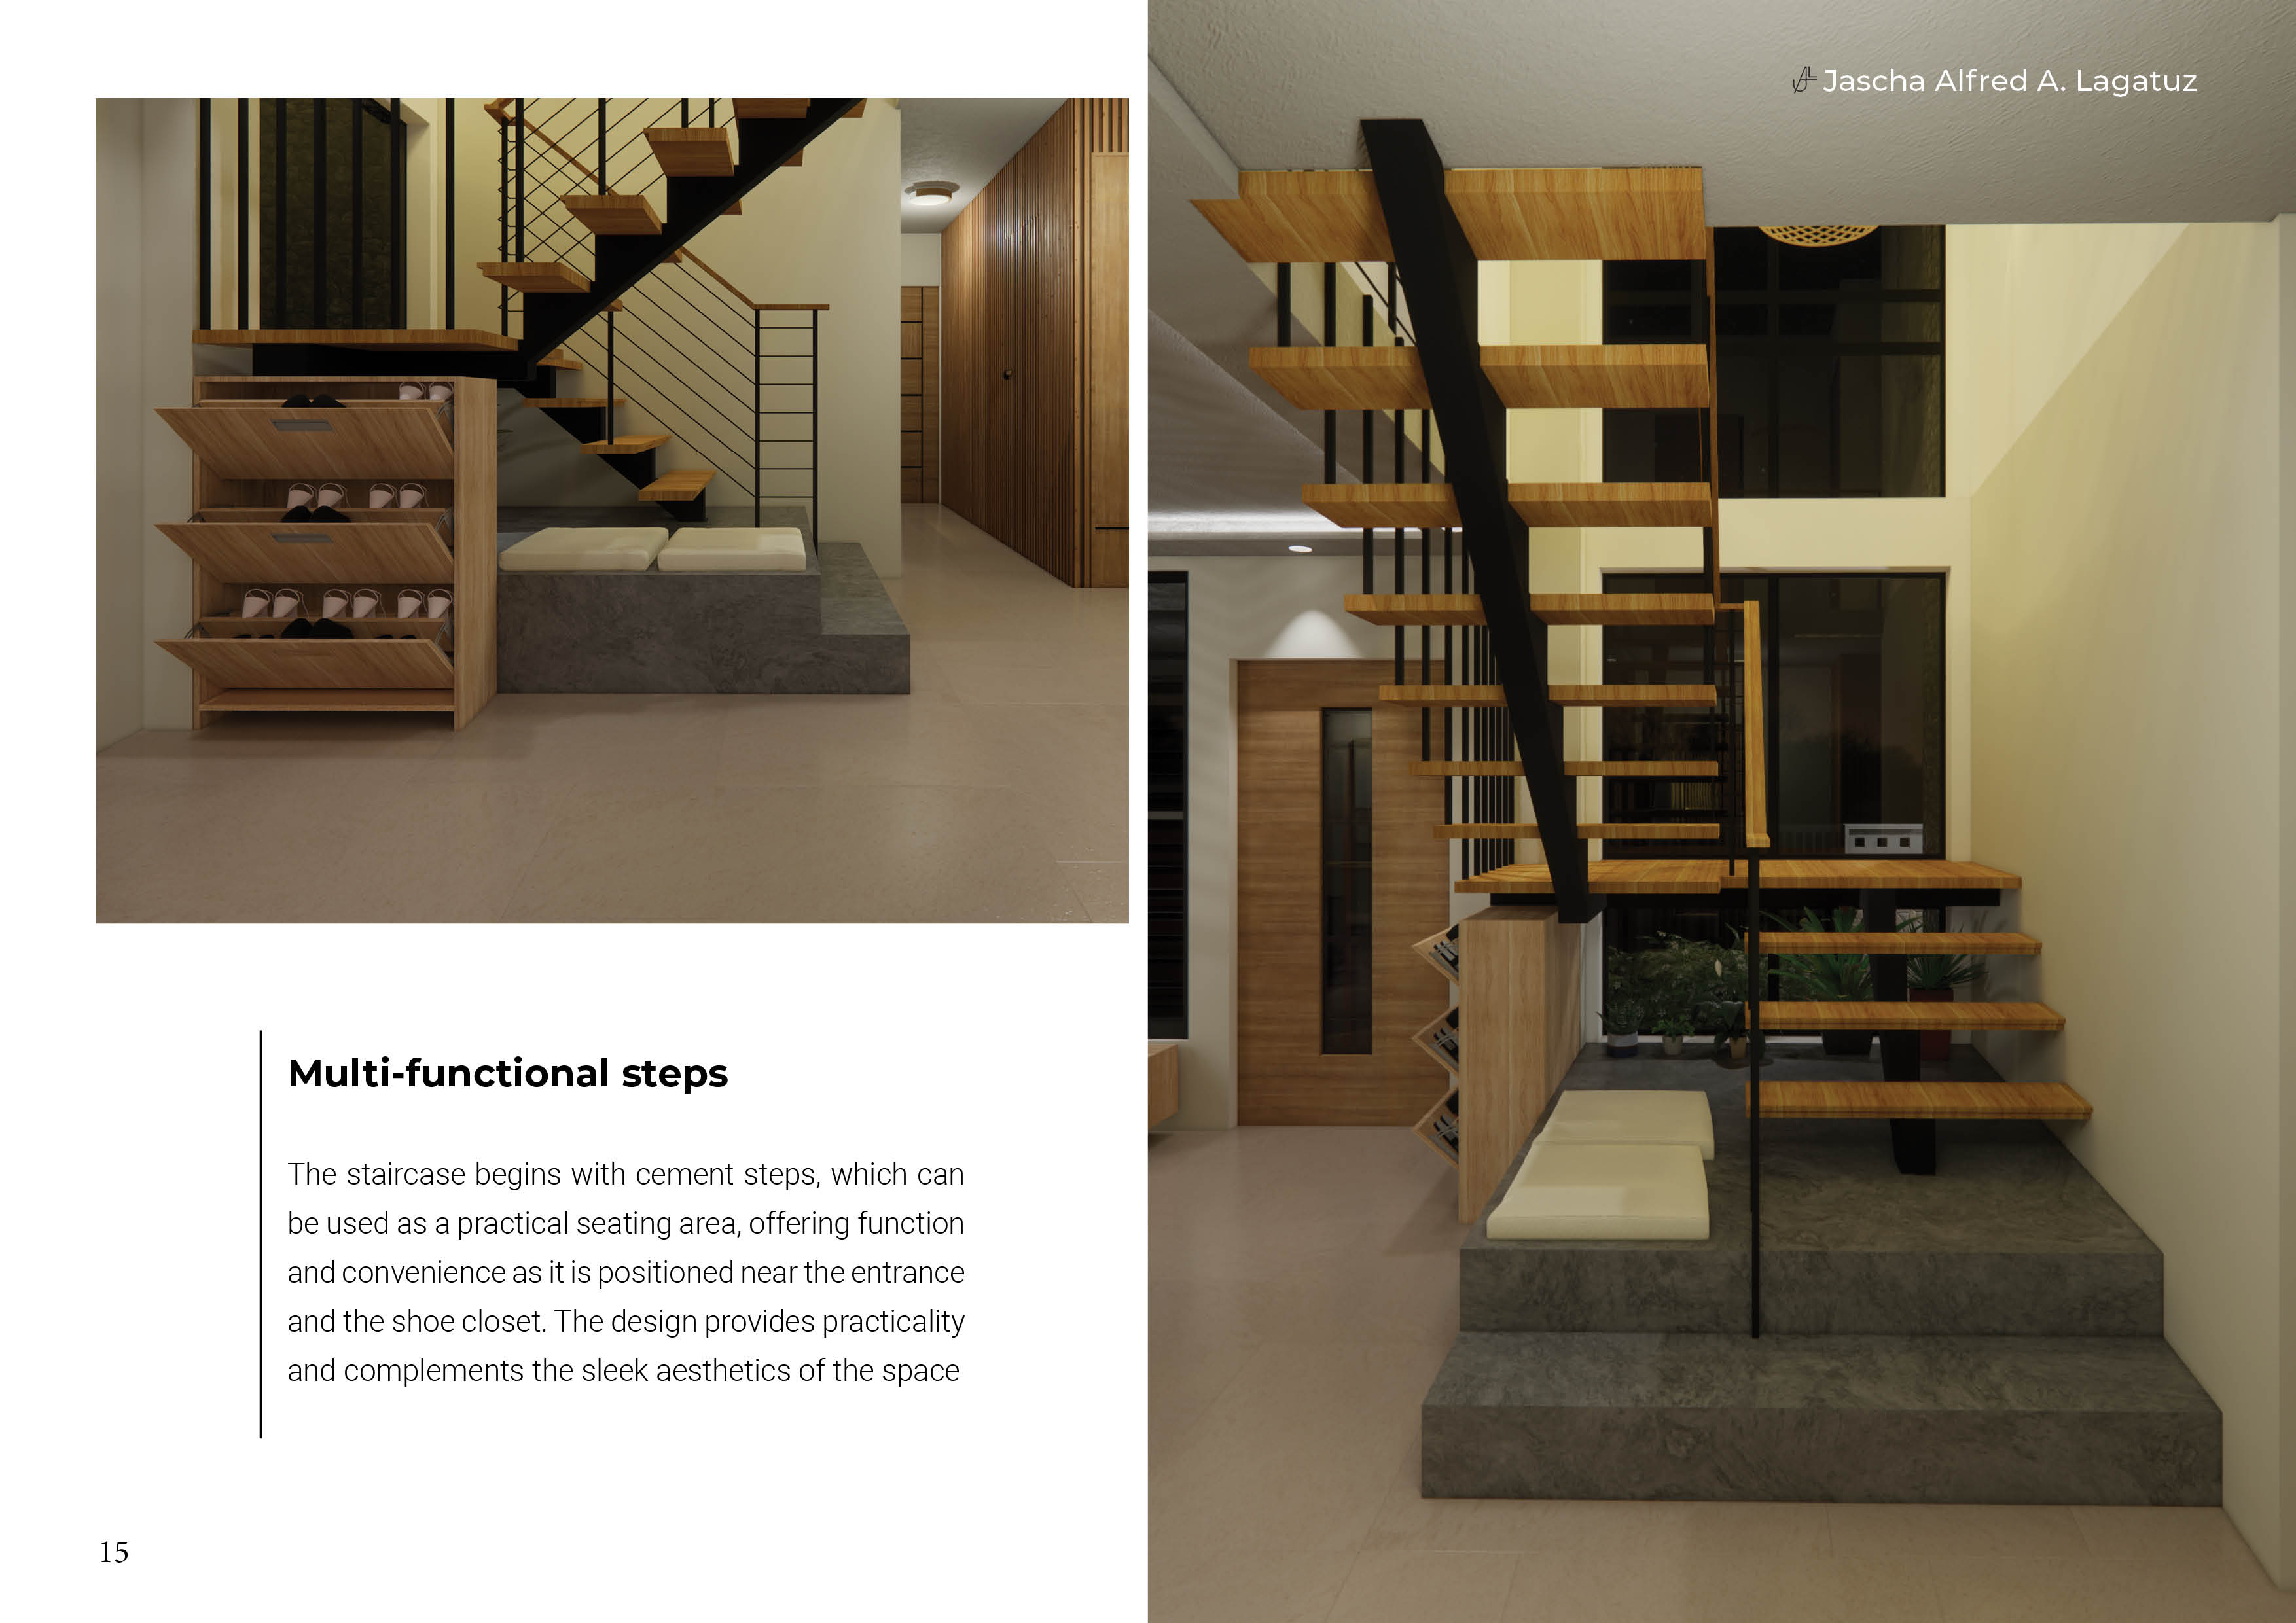 Jascha Alfred A. Lagatuz
Multi-functional steps
The staircase begins with cement steps, which can
be used as a practical seating area, offering function
and convenience as it is positioned near the entrance
and the shoe closet. The design provides practicality
and complements the sleek aesthetics of the space
15